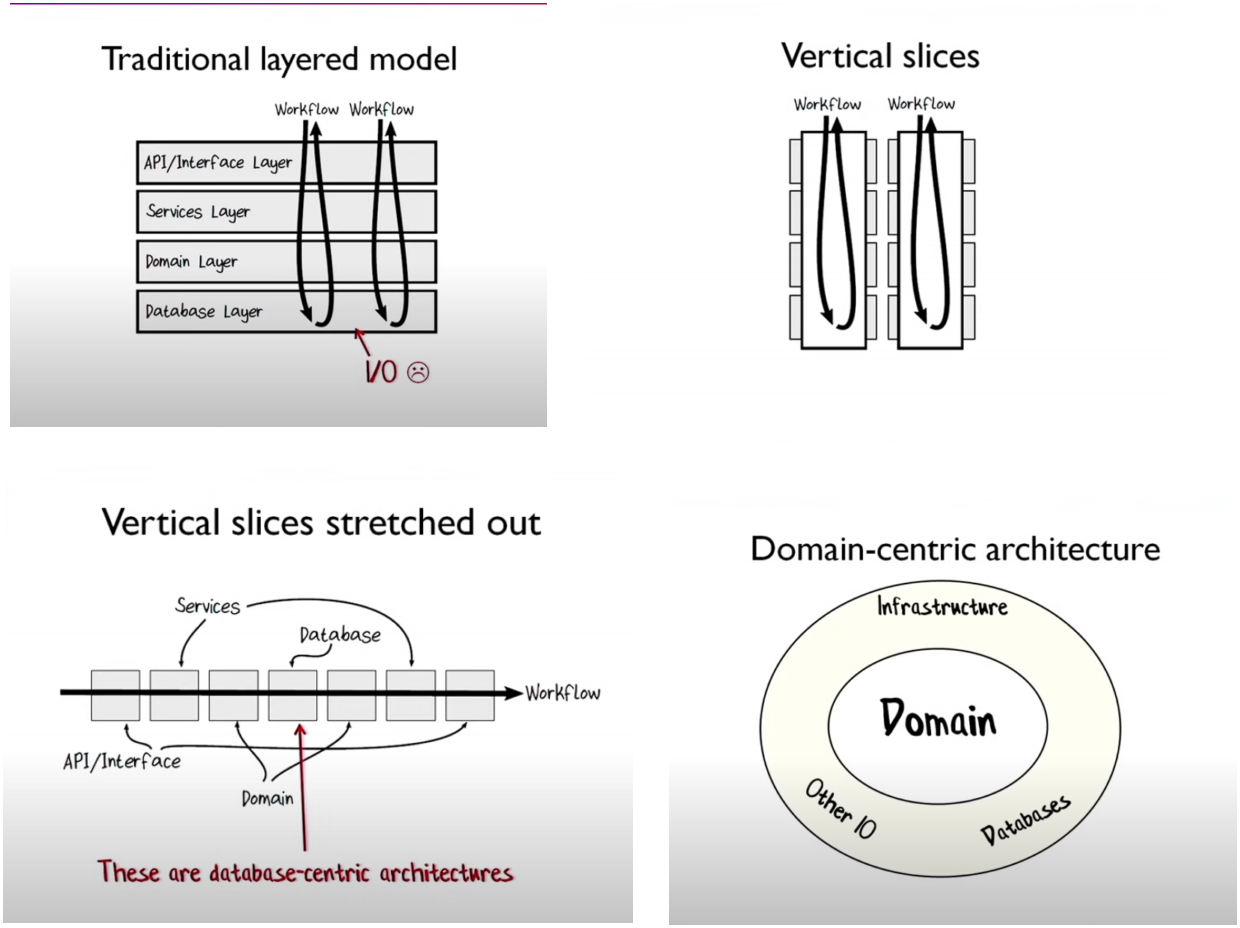 Traditional layered model
Workflow Workflow
API/Interface Layer
Services Layer
Domain Layer
Database Layer
I/O ☹
Vertical slices
Workflow Workflow
Vertical slices stretched out
Services
Database
Workflow
API/Interface
Domain
These are database-centric architectures
Domain-centric architecture
Infrastructure
Domain
Other IO
Databases